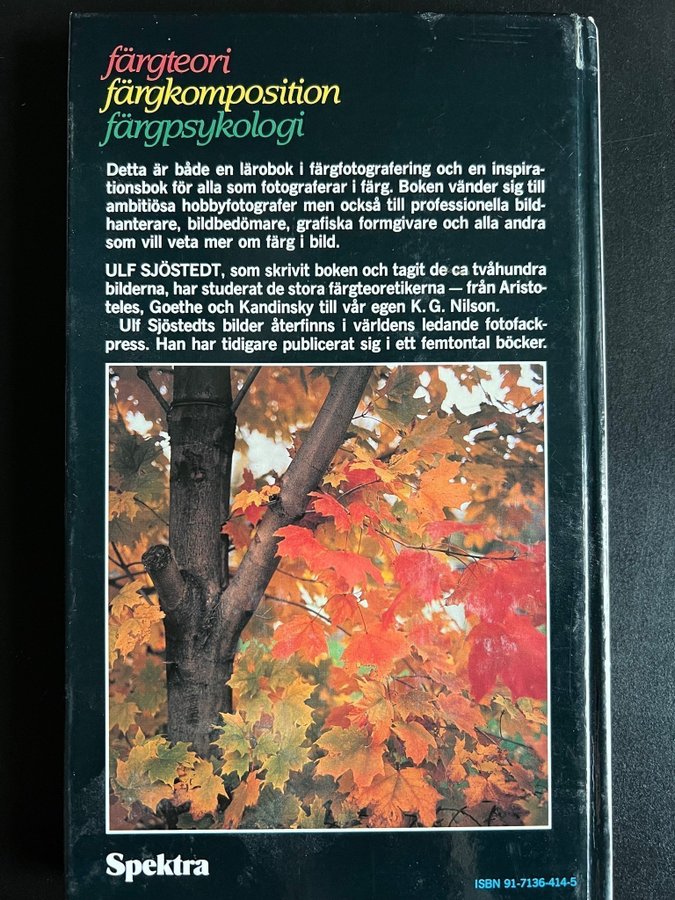 färgteori
färgkomposition
färgpsykologi
Detta är både en lärobok i färgfotografering och en inspira-
tionsbok för alla som fotograferar i färg. Boken vänder sig till
ambitiösa hobbyfotografer men också till professionella bild-
hanterare, bildbedömare, grafiska formgivare och alla andra
som vill veta mer om färg i bild.
ULF SJÖSTEDT, som skrivit boken och tagit de ca tvåhundra
bilderna, har studerat de stora färgteoretikerna — från Aristo-
teles, Goethe och Kandinsky till vår egen K. G. Nilson.
Ulf Sjöstedts bilder återfinns i världens ledande fotofack-
press. Han har tidigare publicerat sig i ett femtontal böcker.
Spektra
ISBN 91-7136-414-5